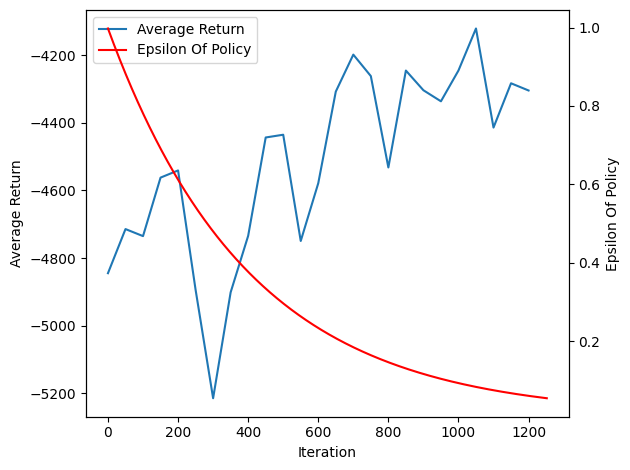 Average Return
Epsilon Of Policy
−4200
−4400
−4600
−4800
−5000
−5200
Average Return
1.0
0.8
0.6
0.4
0.2
Epsilon Of Policy
0 200 400 600 800 1000 1200
Iteration